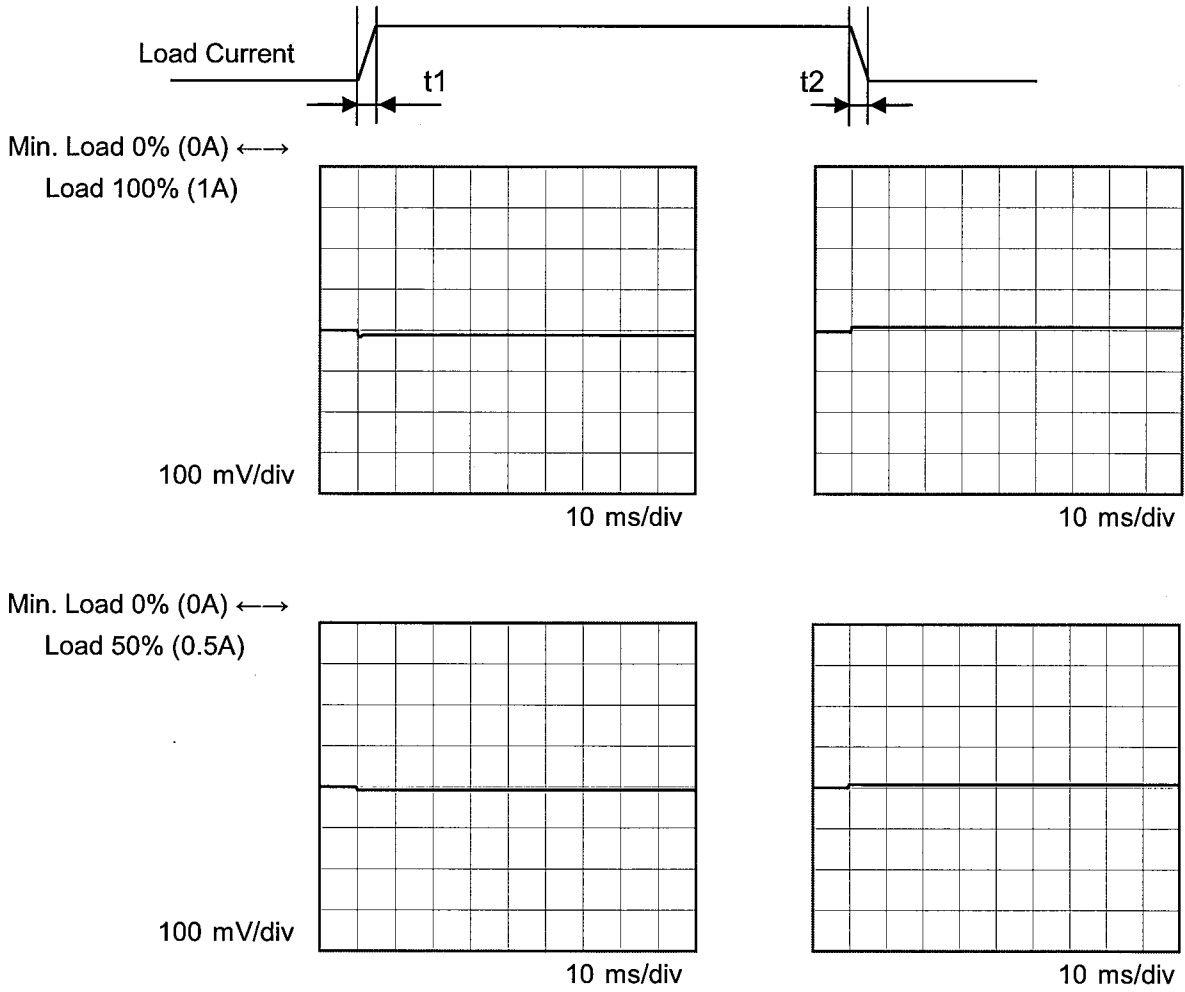 Load Current
t1
t2
Min. Load 0% (0A) ←→
Load 100% (1A)
100 mV/div
10 ms/div
10 ms/div
Min. Load 0% (0A) ←→
Load 50% (0.5A)
100 mV/div
10 ms/div
10 ms/div